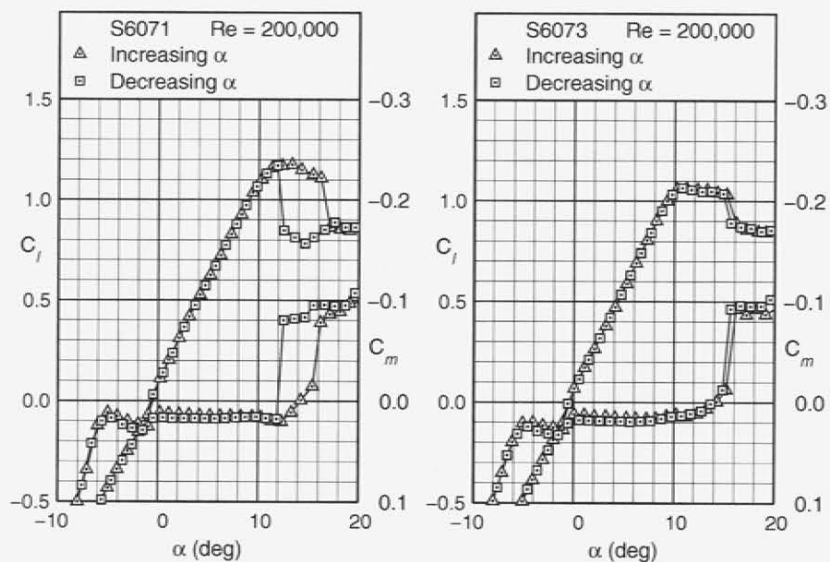 S6071 Re = 200,000
Increasing α
Decreasing α
1.5
1.0
0.5
0.0
-0.5
C_l
-0.3
-0.2
-0.1
0.0
0.1
C_m
-10 0 10 20
α (deg)
S6073 Re = 200,000
Increasing α
Decreasing α
1.5
1.0
0.5
0.0
-0.5
C_l
-0.3
-0.2
-0.1
0.0
0.1
C_m
-10 0 10 20
α (deg)